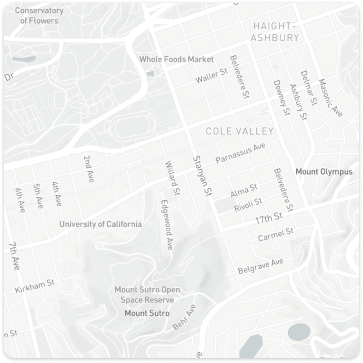 Conservatory
of Flowers
HAIGHT-
ASHBURY
Whole Foods Market
Dr
Waller St
Belvedere St
Downey St
Ashbury St
Delmar St
Masonic Ave
COLE VALLEY
Parnassus Ave
2nd Ave
Willard St
Stanyan St
Mount Olympus
4th Ave
5th Ave
6th Ave
Alma St
Rivoli St
Belvedere St
Edgewood Ave
17th St
University of California
Carmel St
7th Ave
Belgrave Ave
Kirkham St
Mount Sutro Open
Space Reserve
Mount Sutro
Behr Ave
n St